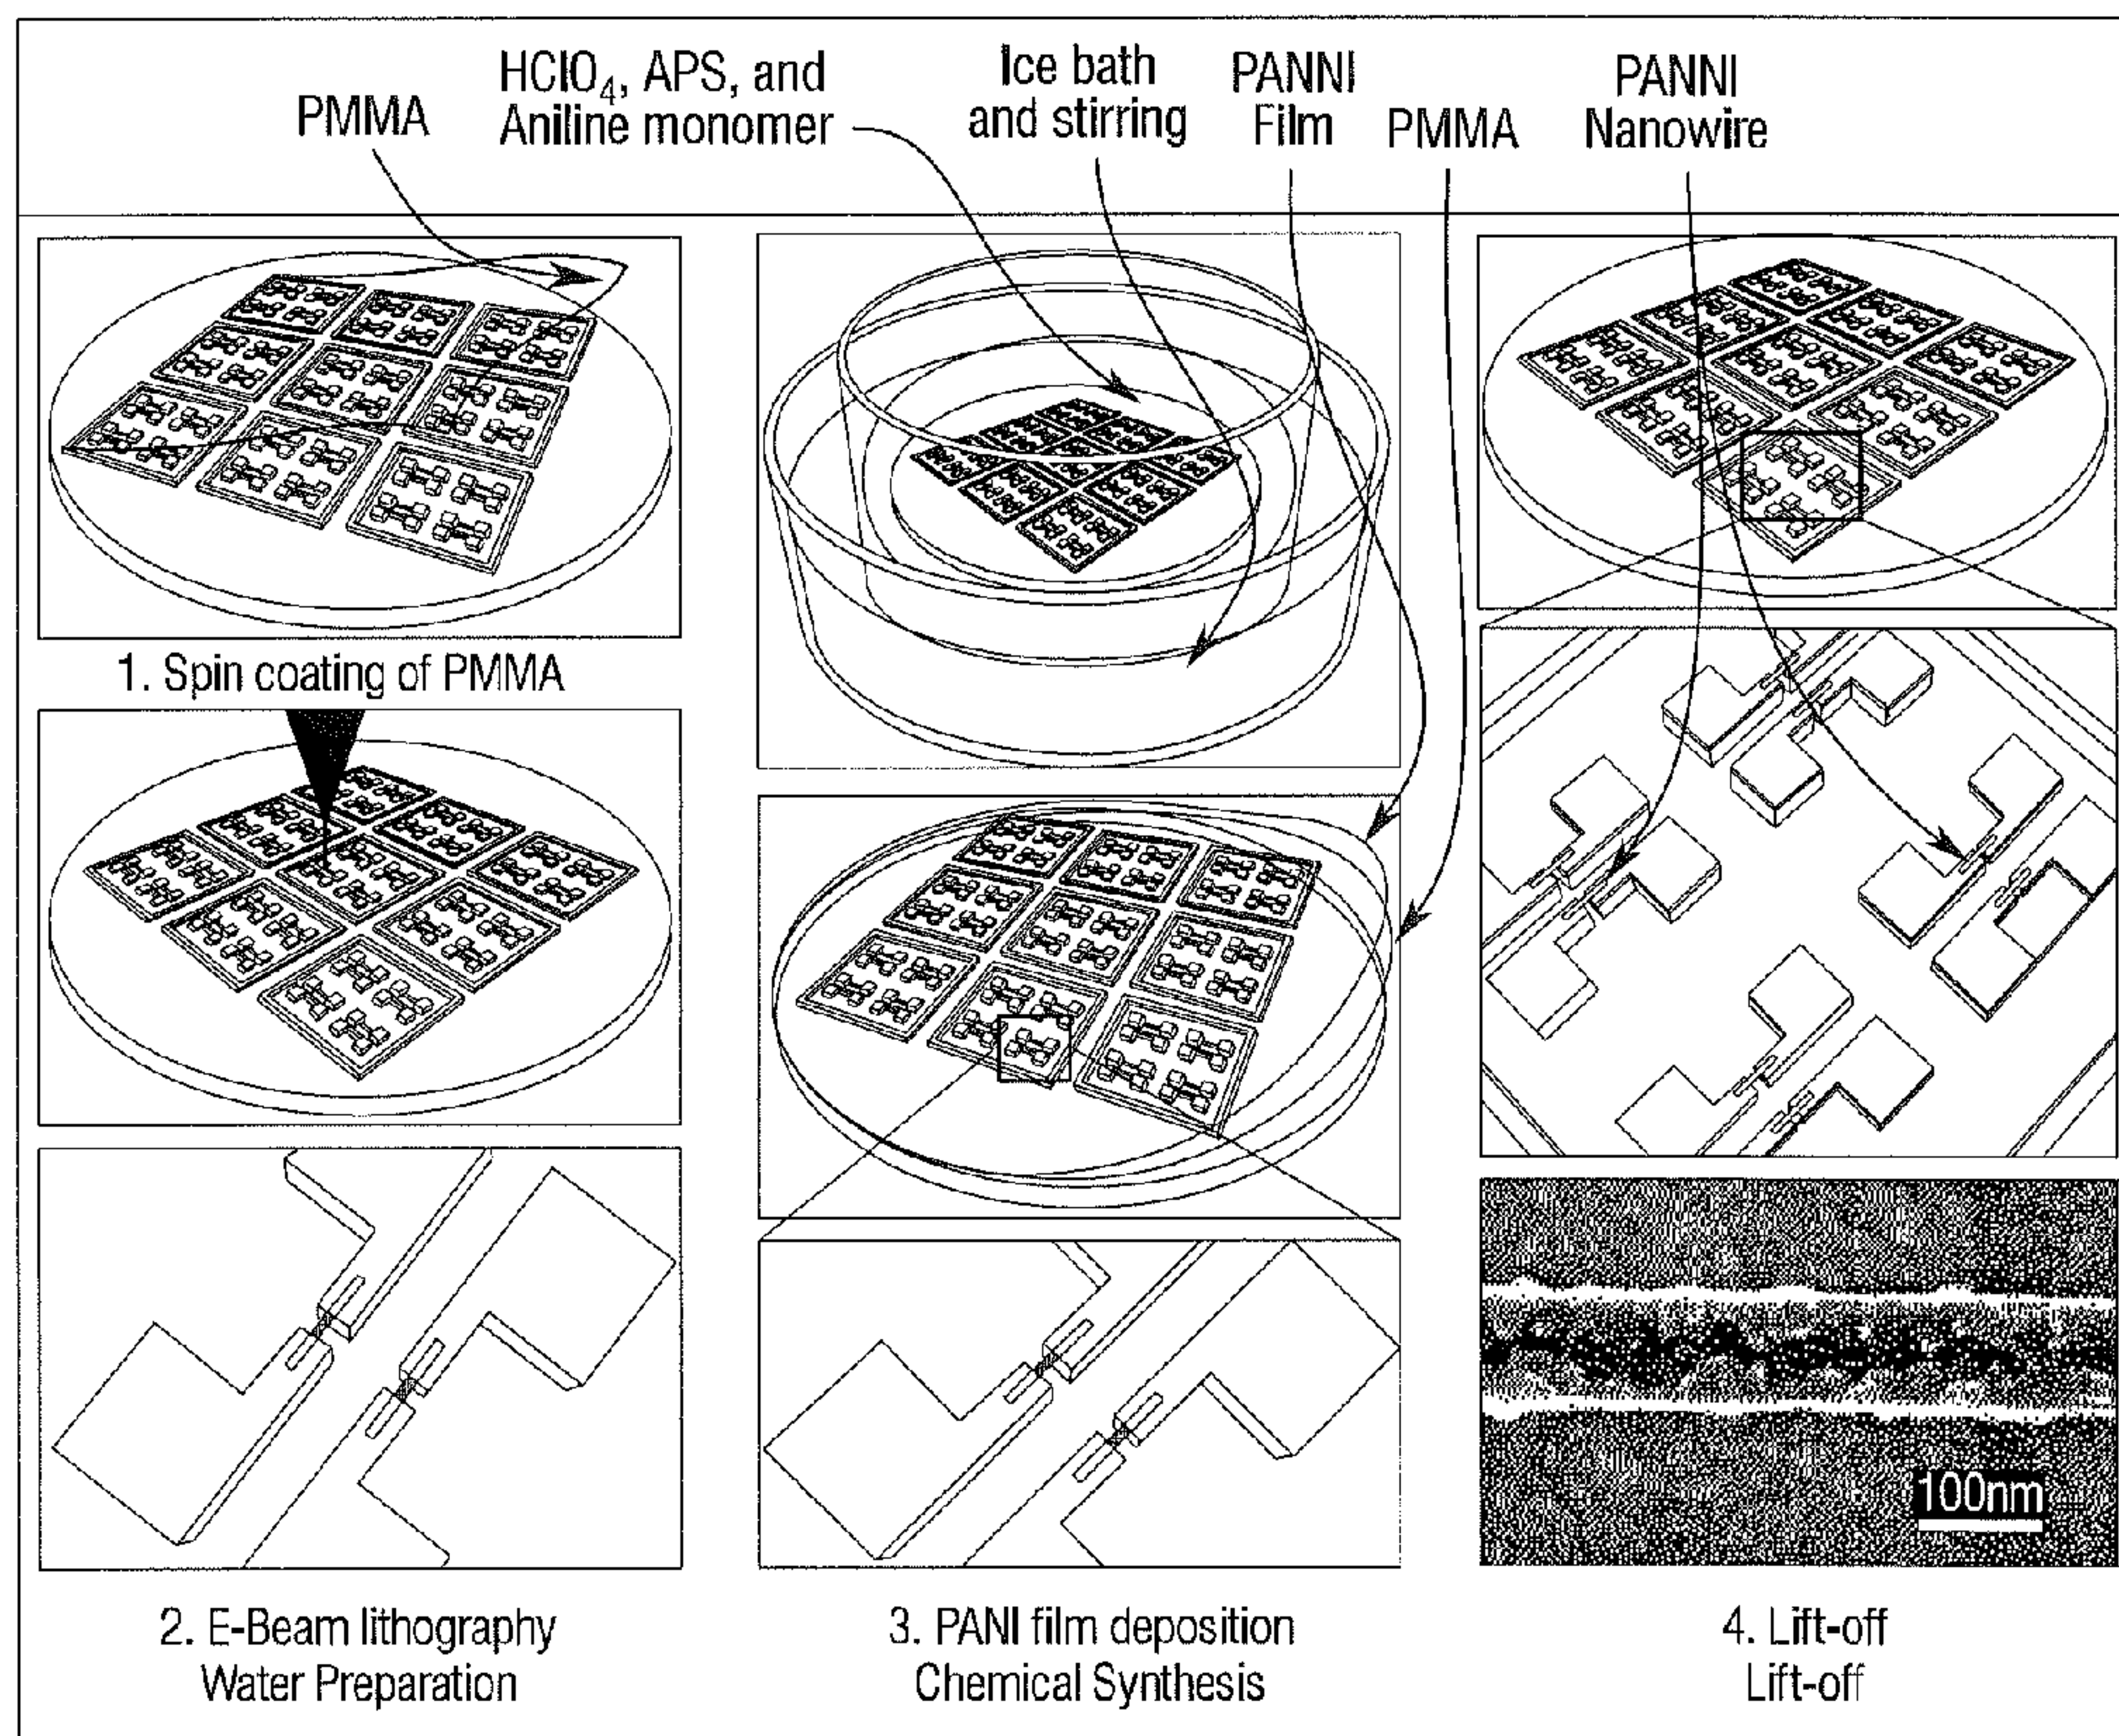 PMMA
HClO₄, APS, and
Aniline monomer
Ice bath
and stirring
PANNI
Film
PMMA
PANNI
Nanowire
1. Spin coating of PMMA
100nm
2. E-Beam lithography
Water Preparation
3. PANI film deposition
Chemical Synthesis
4. Lift-off
Lift-off